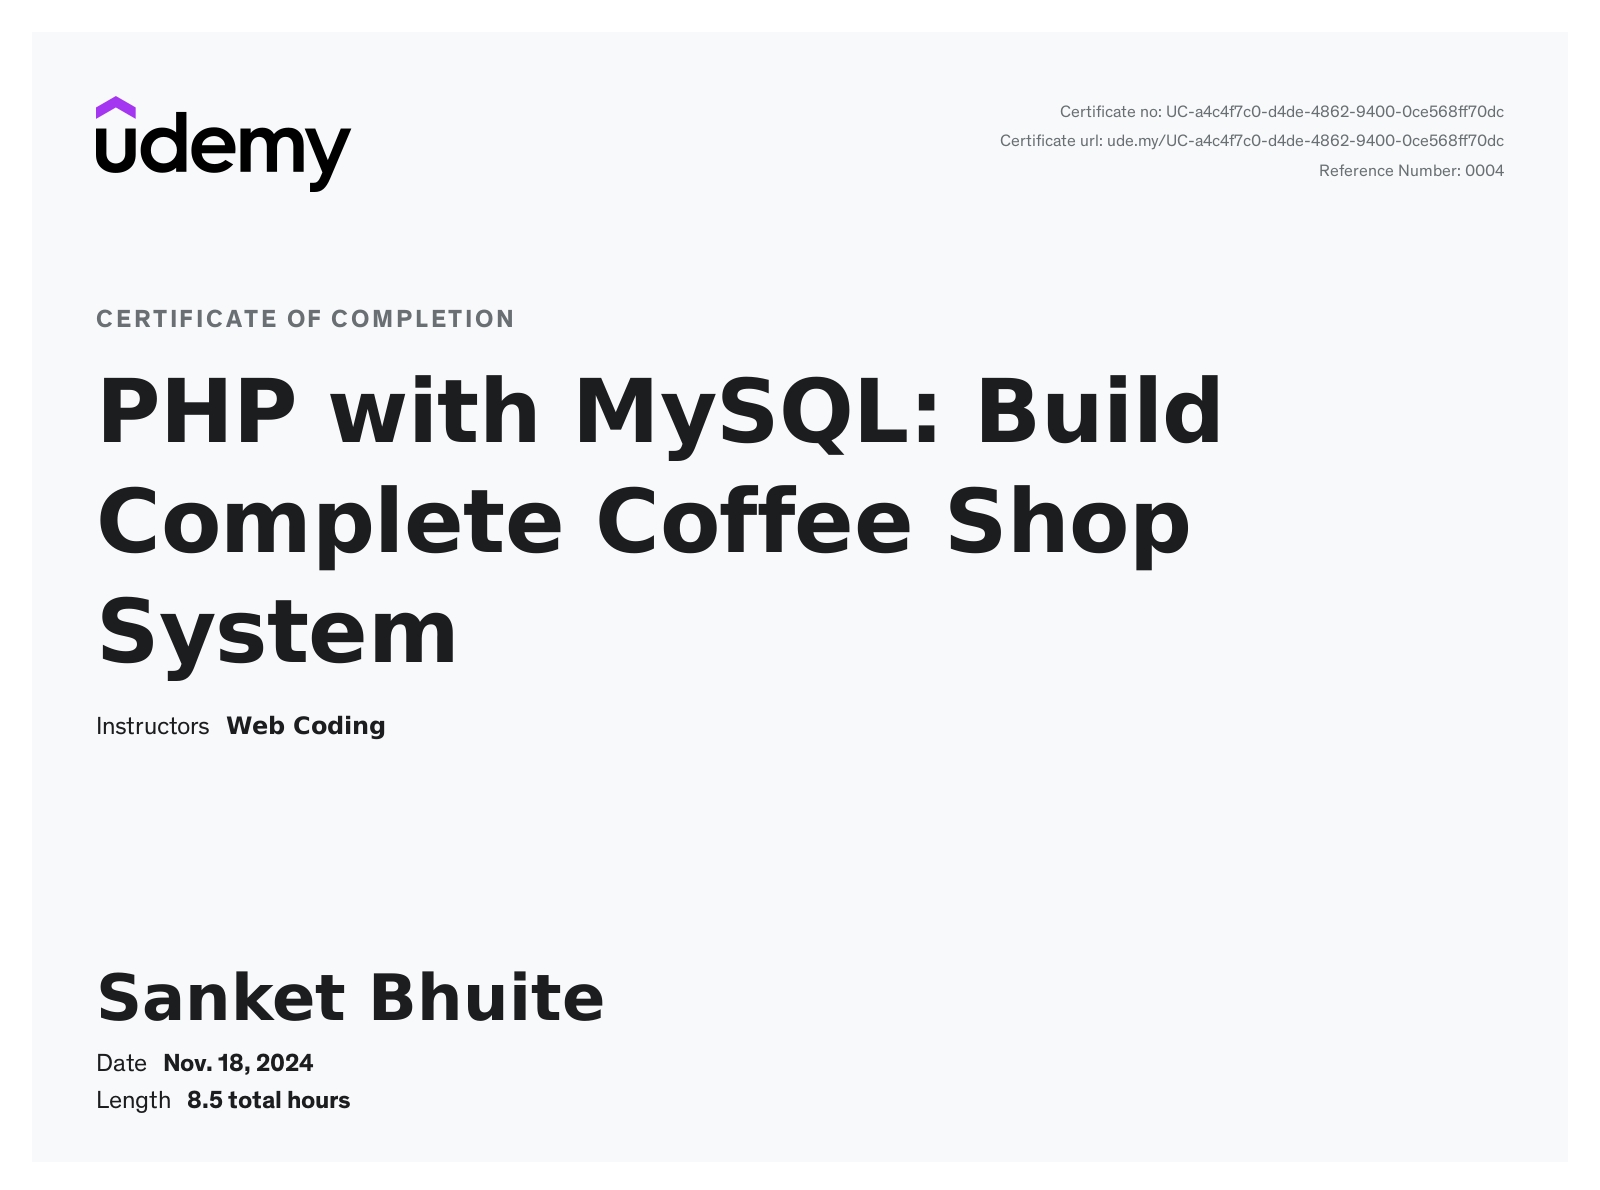 udemy
Certificate no: UC-a4c4f7c0-d4de-4862-9400-0ce568ff70dc
Certificate url: ude.my/UC-a4c4f7c0-d4de-4862-9400-0ce568ff70dc
Reference Number: 0004
CERTIFICATE OF COMPLETION
PHP with MySQL: Build
Complete Coffee Shop
System
Instructors Web Coding
Sanket Bhuite
Date Nov. 18, 2024
Length 8.5 total hours